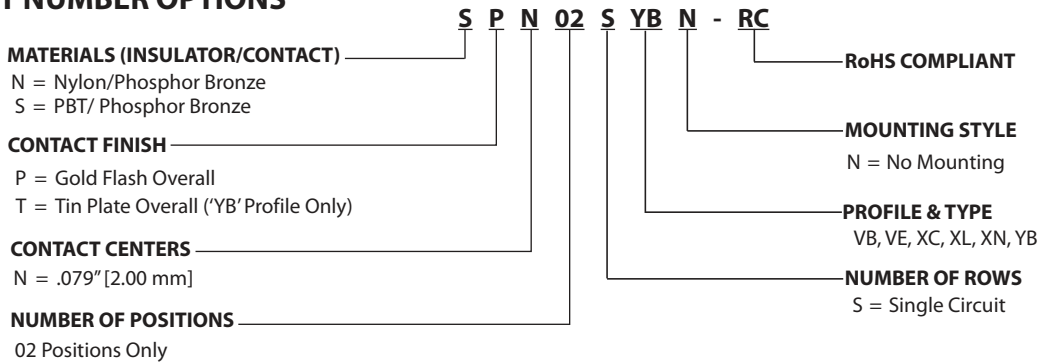 NUMBER OPTIONS
S P N 02 S YB N - RC
MATERIALS (INSULATOR/CONTACT)
N = Nylon/Phosphor Bronze
S = PBT/ Phosphor Bronze
CONTACT FINISH
P = Gold Flash Overall
T = Tin Plate Overall ('YB' Profile Only)
CONTACT CENTERS
N = .079" [2.00 mm]
NUMBER OF POSITIONS
02 Positions Only
RoHS COMPLIANT
MOUNTING STYLE
N = No Mounting
PROFILE & TYPE
VB, VE, XC, XL, XN, YB
NUMBER OF ROWS
S = Single Circuit